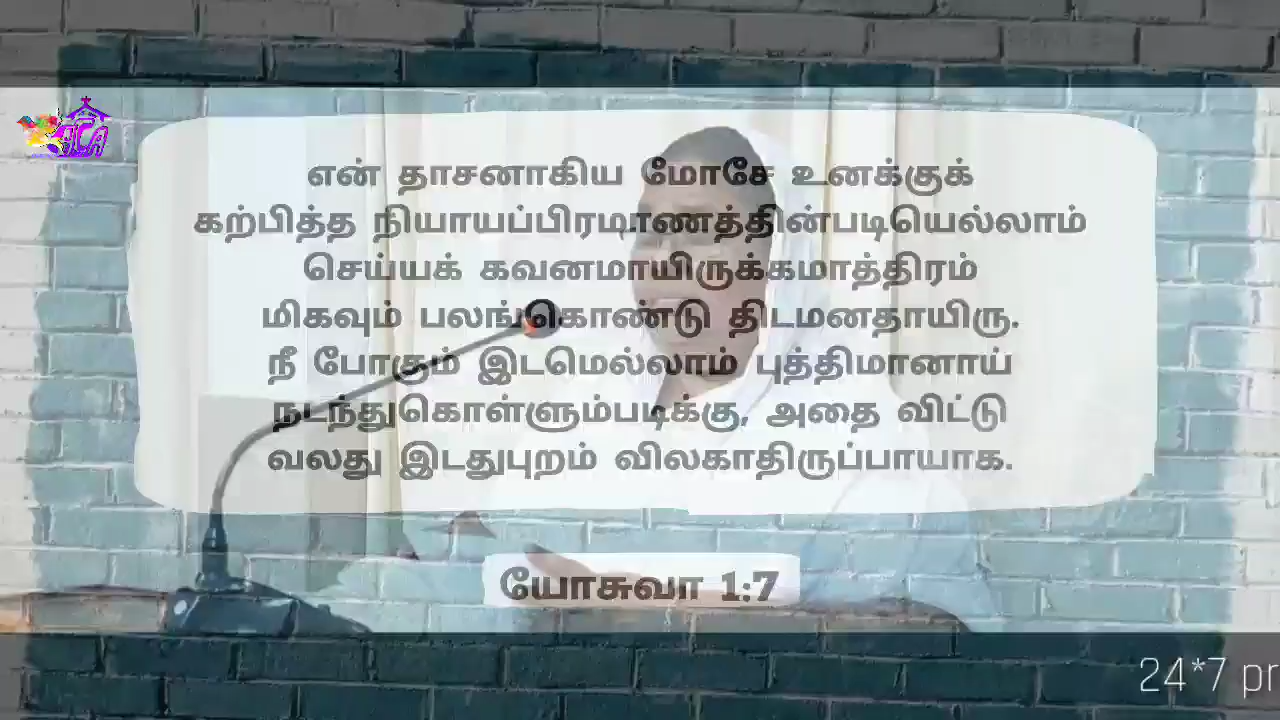 என் தாசனாகிய மோசே உனக்குக்
கற்பித்த நியாயப்பிரமாணத்தின்படியெல்லாம்
செய்யக் கவனமாயிருக்கமாத்திரம்
மிகவும் பலங்கொண்டு திடமனதாயிரு.
நீ போகும் இடமெல்லாம் புத்திமானாய்
நடந்துகொள்ளும்படிக்கு, அதை விட்டு
வலது இடதுபுறம் விலகாதிருப்பாயாக.
யோசுவா 1:7
24*7 pr